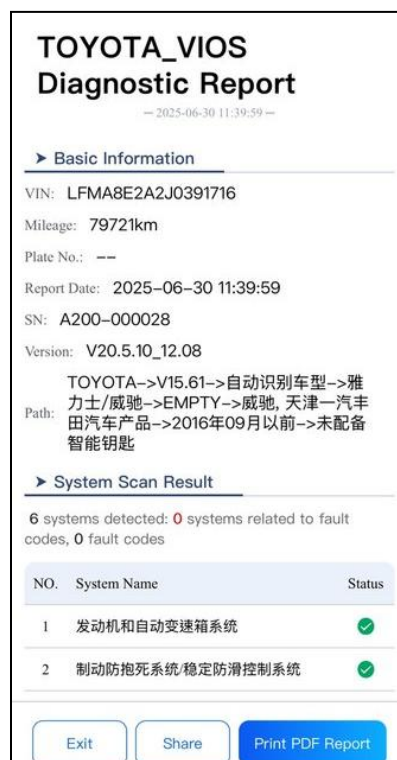 TOYOTA_VIOS
Diagnostic Report
— 2025-06-30 11:39:59 —
➤ Basic Information
VIN: LFMA8E2A2J0391716
Mileage: 79721km
Plate No.: --
Report Date: 2025-06-30 11:39:59
SN: A200-000028
Version: V20.5.10_12.08
Path: TOYOTA->V15.61->自动识别车型->雅
力士/威驰->EMPTY->威驰, 天津一汽丰
田汽车产品->2016年09月以前->未配备
智能钥匙
➤ System Scan Result
6 systems detected: 0 systems related to fault
codes, 0 fault codes
NO. System Name Status
1 发动机和自动变速箱系统
2 制动防抱死系统/稳定防滑控制系统
Exit Share Print PDF Report